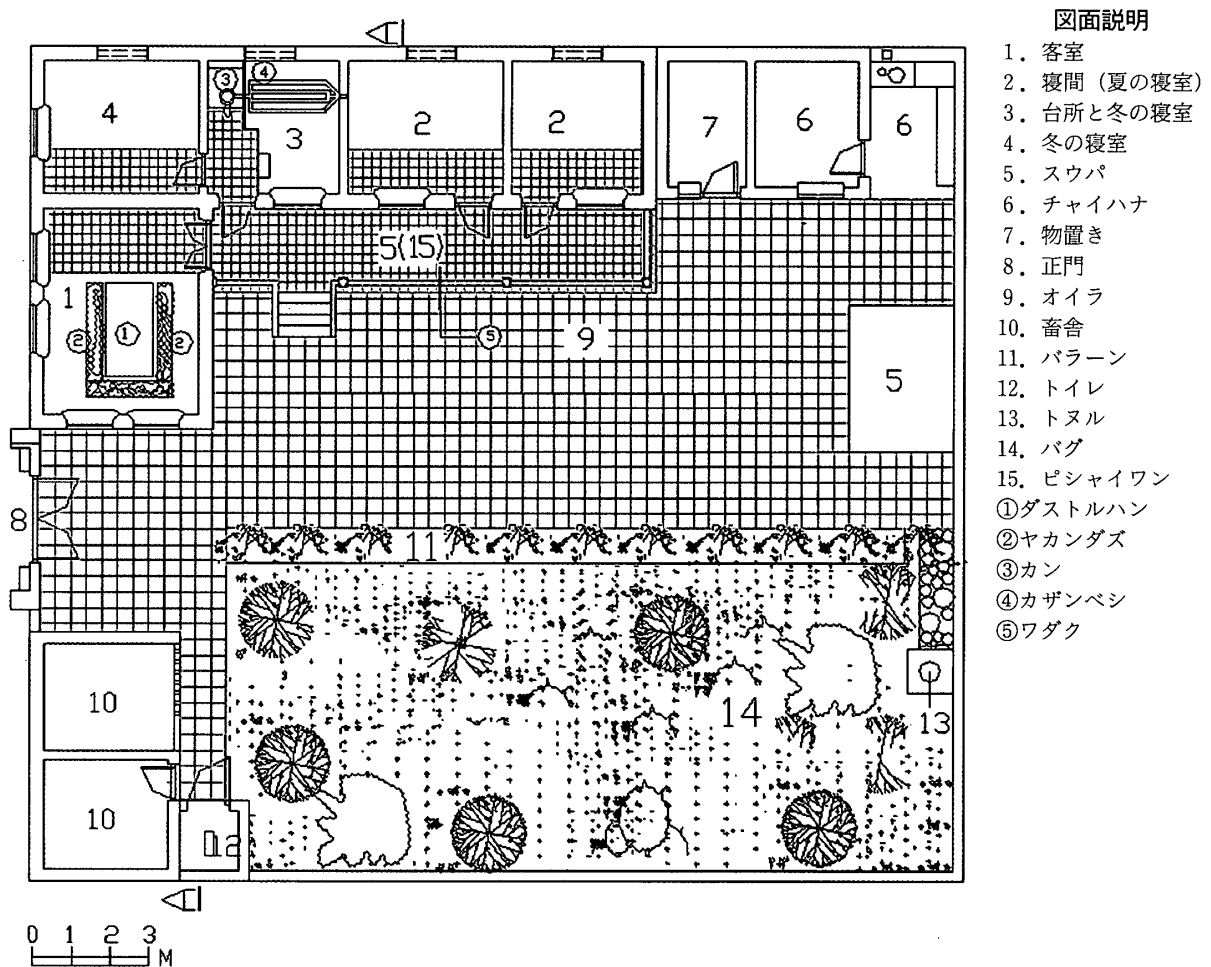 図面説明
1. 客室
2. 寝間（夏の寝室）
3. 台所と冬の寝室
4. 冬の寝室
5. スウパ
6. チャイハナ
7. 物置き
8. 正門
9. オイラ
10. 畜舎
11. バラーン
12. トイレ
13. トヌル
14. バグ
15. ピシャイワン
①ダストルハン
②ヤカンダズ
③カン
④カザンベシ
⑤ワダク
4
③
④
3
2
2
7
6
6
5(15)
1
②
①
②
⑤
9
5
8
11
10
14
13
10
12
0 1 2 3 M